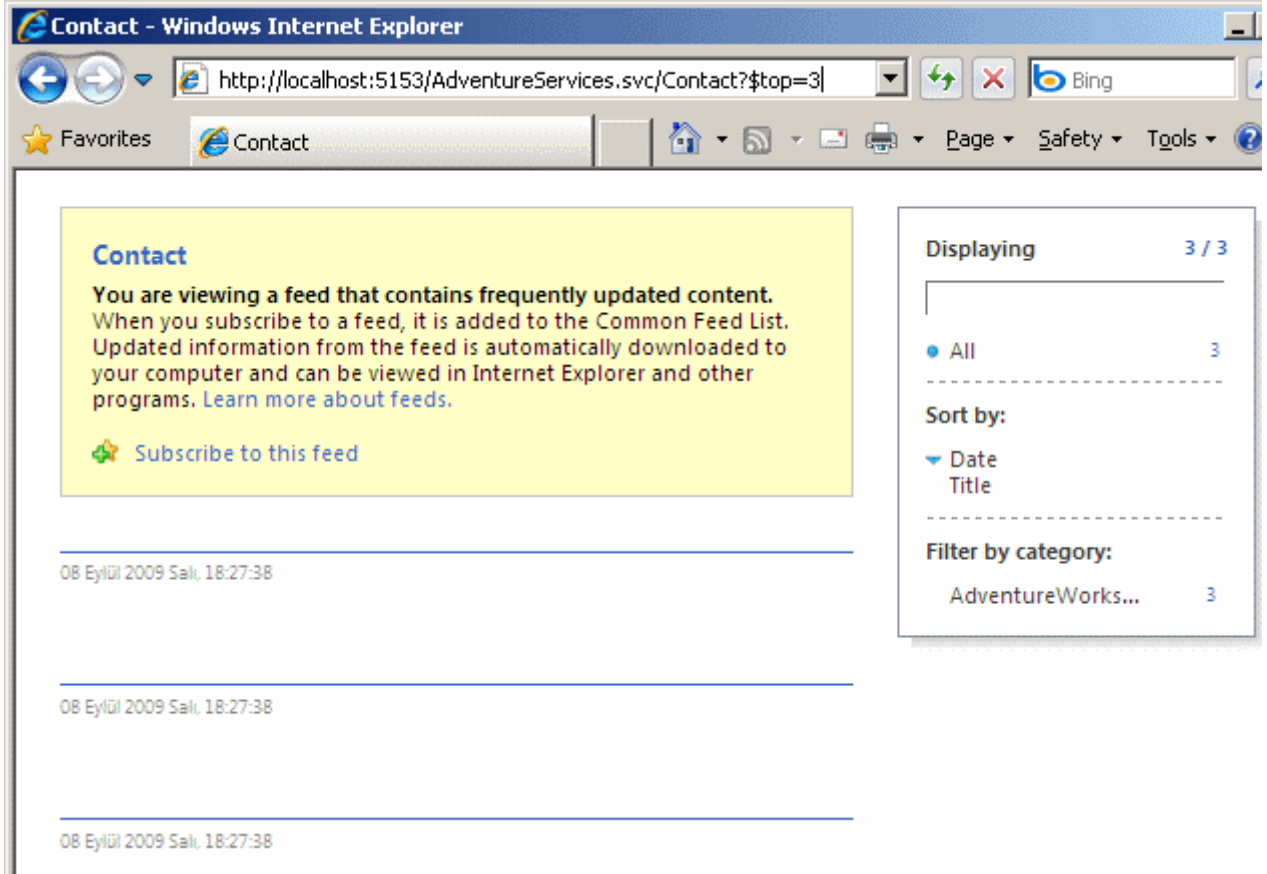 Contact - Windows Internet Explorer
http://localhost:5153/AdventureServices.svc/Contact?$top=3
Bing
Favorites
Contact
Page
Safety
Tools
Contact
You are viewing a feed that contains frequently updated content.
When you subscribe to a feed, it is added to the Common Feed List.
Updated information from the feed is automatically downloaded to
your computer and can be viewed in Internet Explorer and other
programs. Learn more about feeds.
Subscribe to this feed
08 Eylül 2009 Salı, 18:27:38
08 Eylül 2009 Salı, 18:27:38
08 Eylül 2009 Salı, 18:27:38
Displaying 3 / 3
All 3
Sort by:
Date
Title
Filter by category:
AdventureWorks... 3